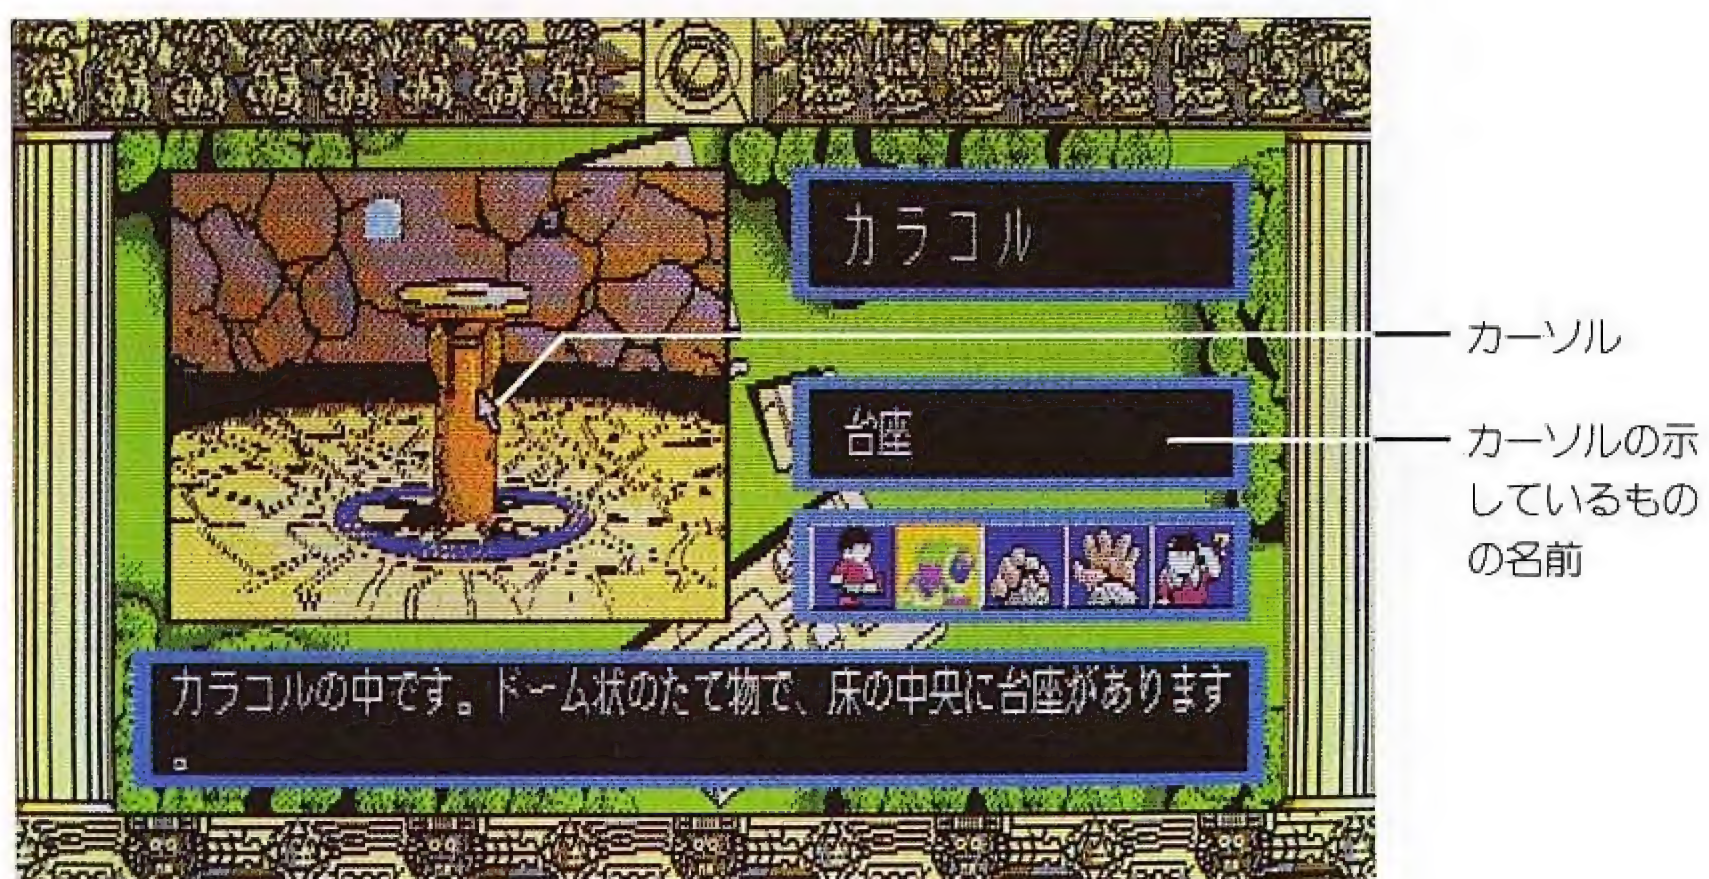 カラコル
カーソル
台座
カーソルの示
しているもの
の名前
カラコルの中です。ドーム状のたて物で、床の中央に台座があります
。